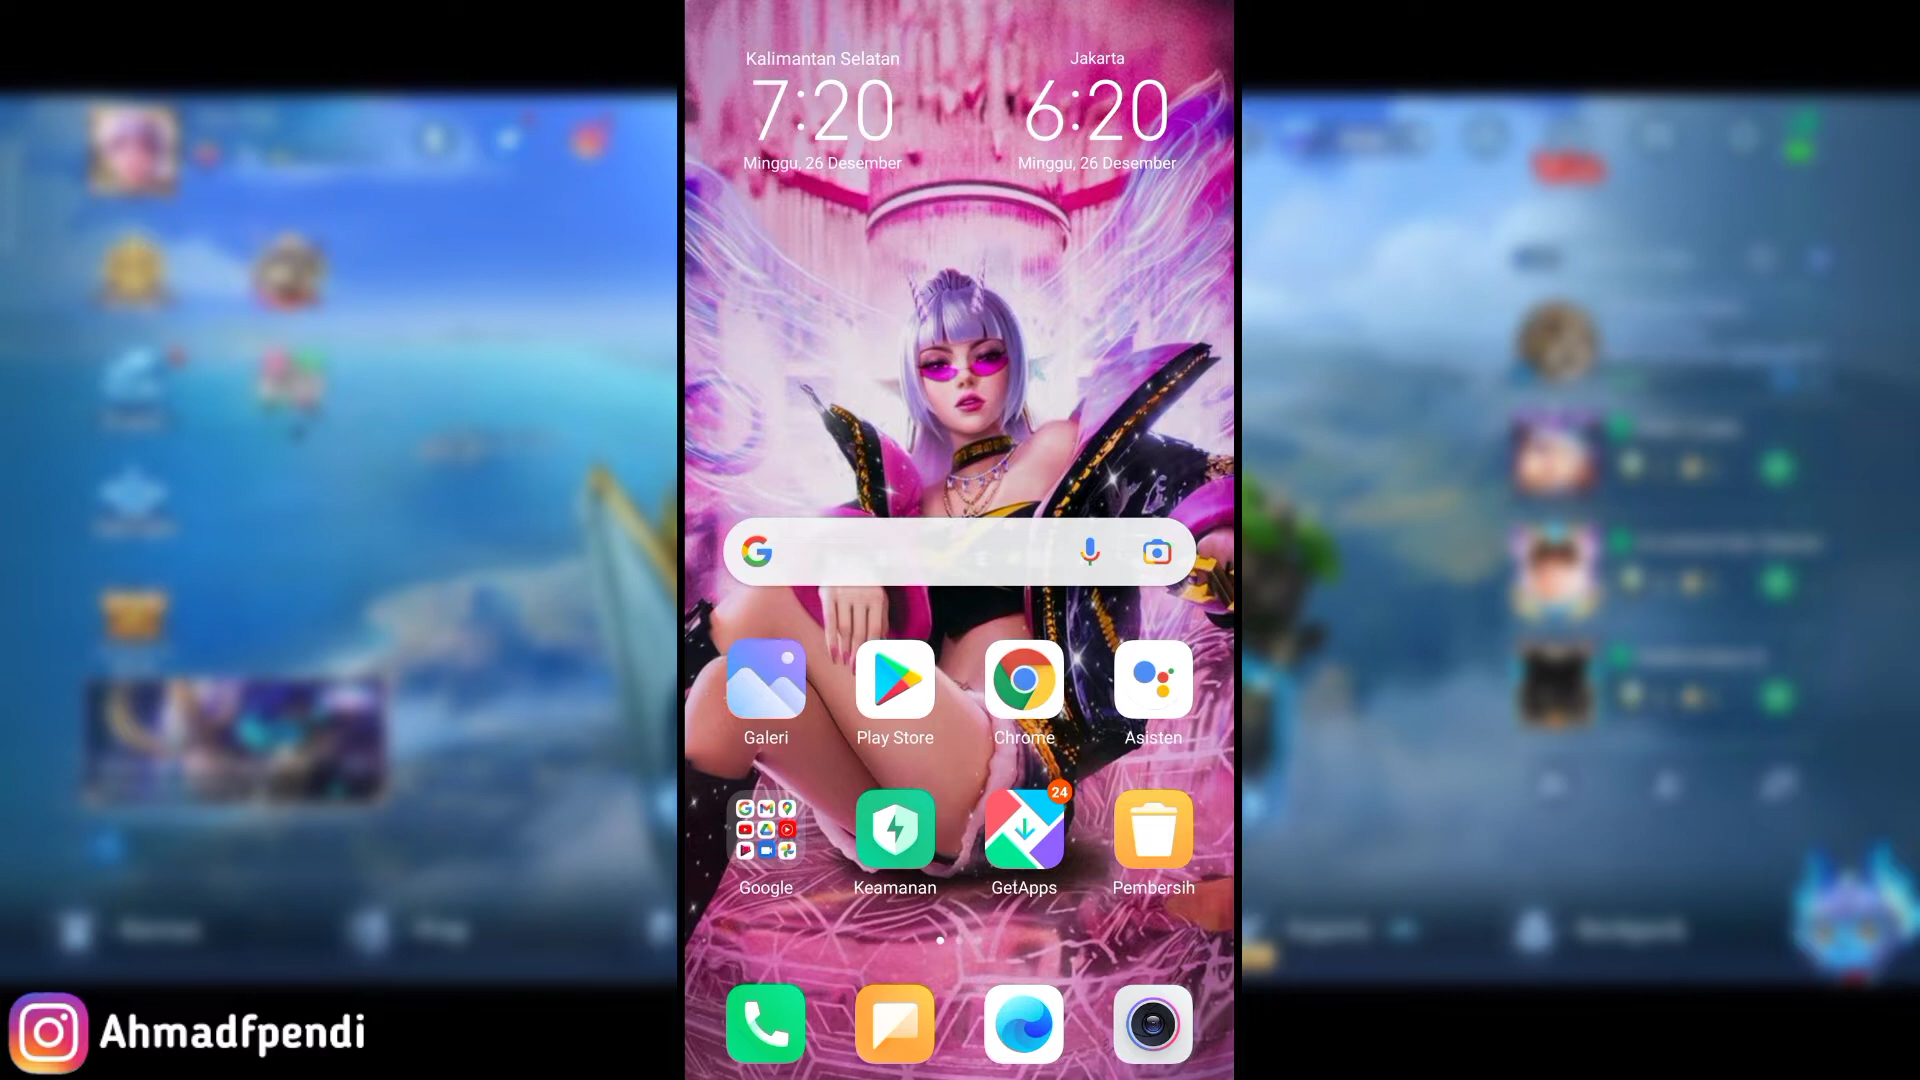 Kalimantan Selatan
7:20
Minggu, 26 Desember
Jakarta
6:20
Minggu, 26 Desember
Galeri
Play Store
Chrome
Asisten
24
Google
Keamanan
GetApps
Pembersih
Ahmadfpendi